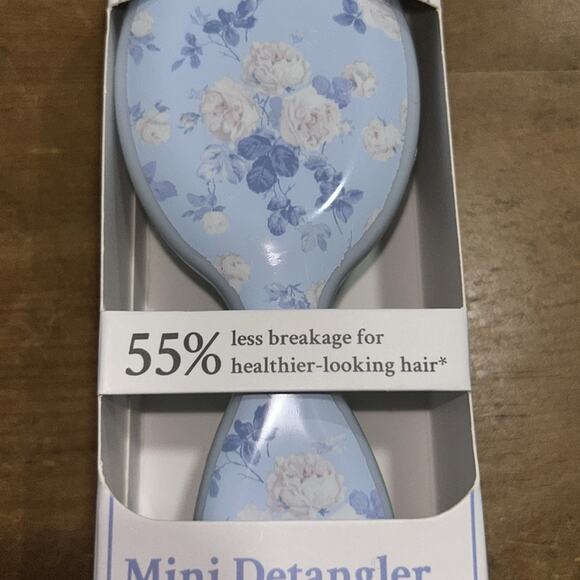 55%
less breakage for
healthier-looking hair*
Mini Detangler